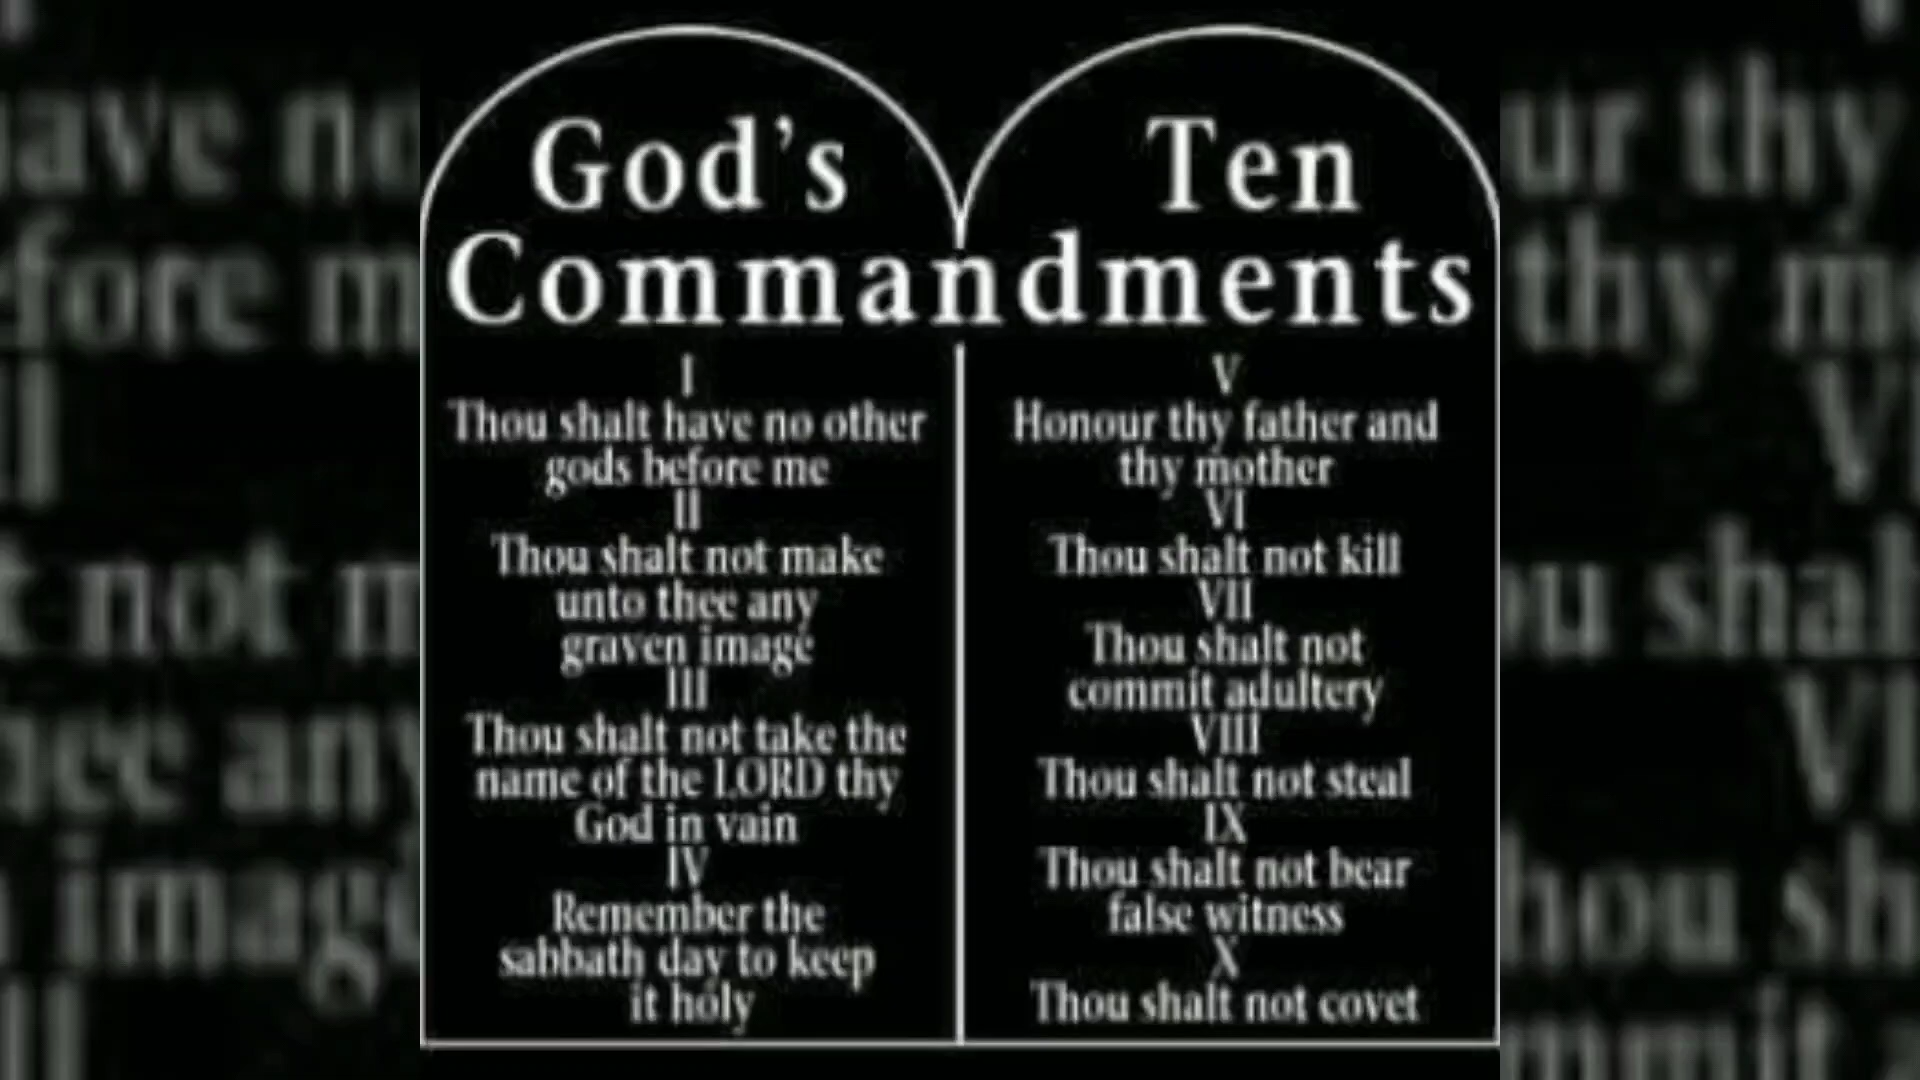 God's Ten
Commandments
I
Thou shalt have no other
gods before me
II
Thou shalt not make
unto thee any
graven image
III
Thou shalt not take the
name of the LORD thy
God in vain
IV
Remember the
sabbath day to keep
it holy
V
Honour thy father and
thy mother
VI
Thou shalt not kill
VII
Thou shalt not
commit adultery
VIII
Thou shalt not steal
IX
Thou shalt not bear
false witness
X
Thou shalt not covet